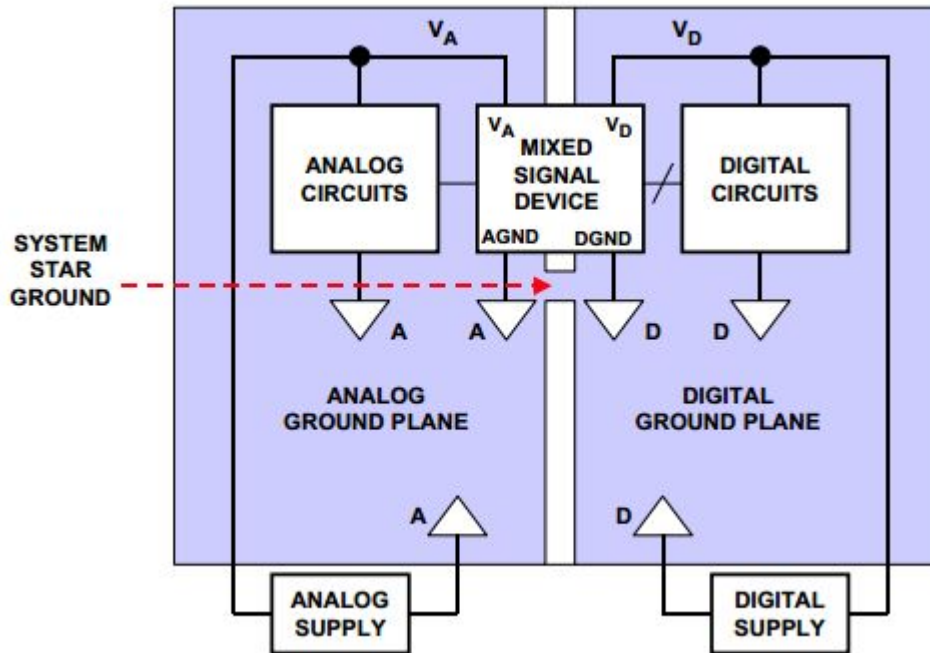 VA
VD
ANALOG
CIRCUITS
VA
VD
MIXED
SIGNAL
DEVICE
AGND
DGND
DIGITAL
CIRCUITS
SYSTEM
STAR
GROUND
A
A
D
D
ANALOG
GROUND PLANE
DIGITAL
GROUND PLANE
A
D
ANALOG
SUPPLY
DIGITAL
SUPPLY